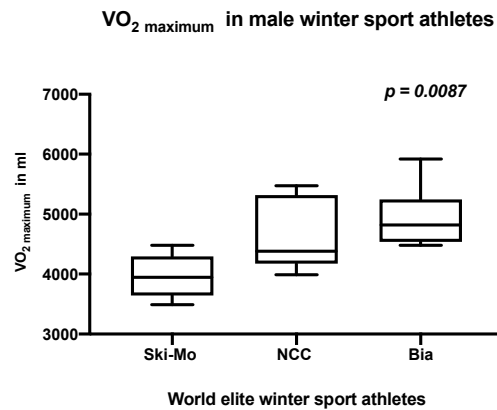 VO2 maximum in male winter sport athletes
p = 0.0087
VO2 maximum in ml
7000
6000
5000
4000
3000
Ski-Mo NCC Bia
World elite winter sport athletes